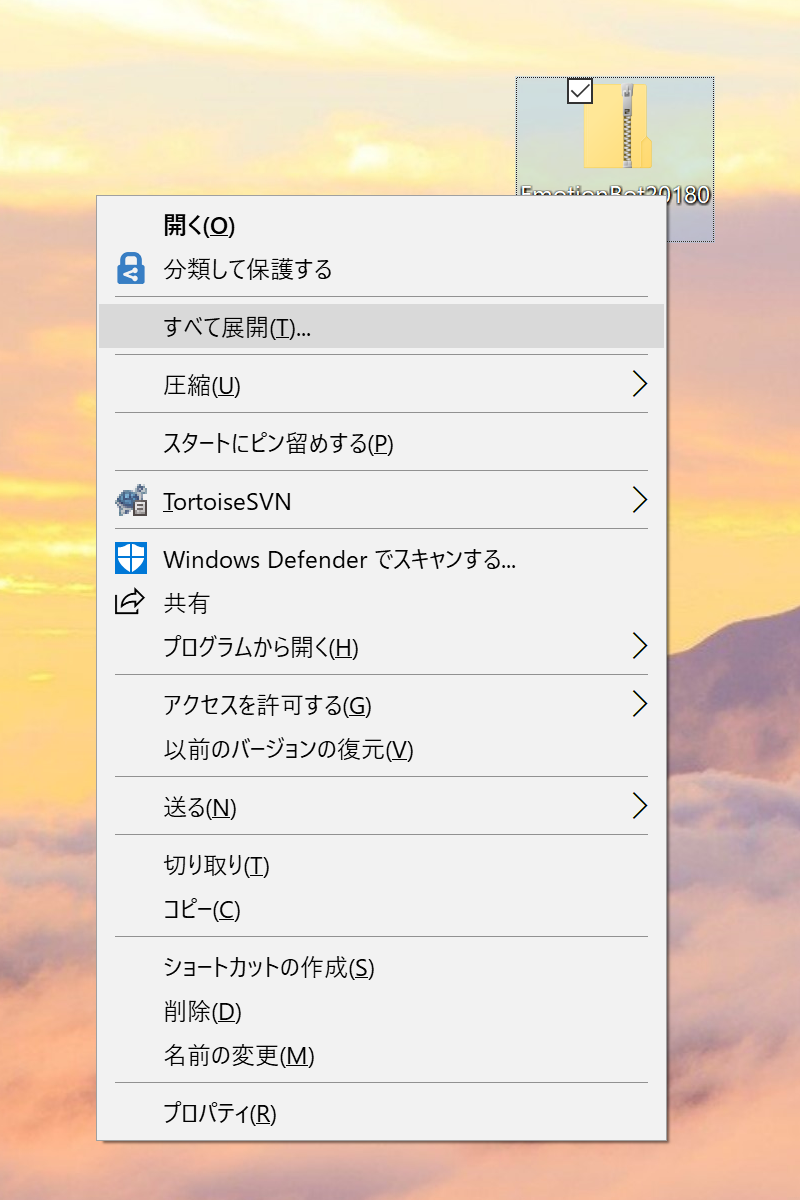 EmotionBot20180
開く(O)
分類して保護する
すべて展開(T)...
圧縮(U)
スタートにピン留めする(P)
TortoiseSVN
Windows Defender でスキャンする...
共有
プログラムから開く(H)
アクセスを許可する(G)
以前のバージョンの復元(V)
送る(N)
切り取り(T)
コピー(C)
ショートカットの作成(S)
削除(D)
名前の変更(M)
プロパティ(R)